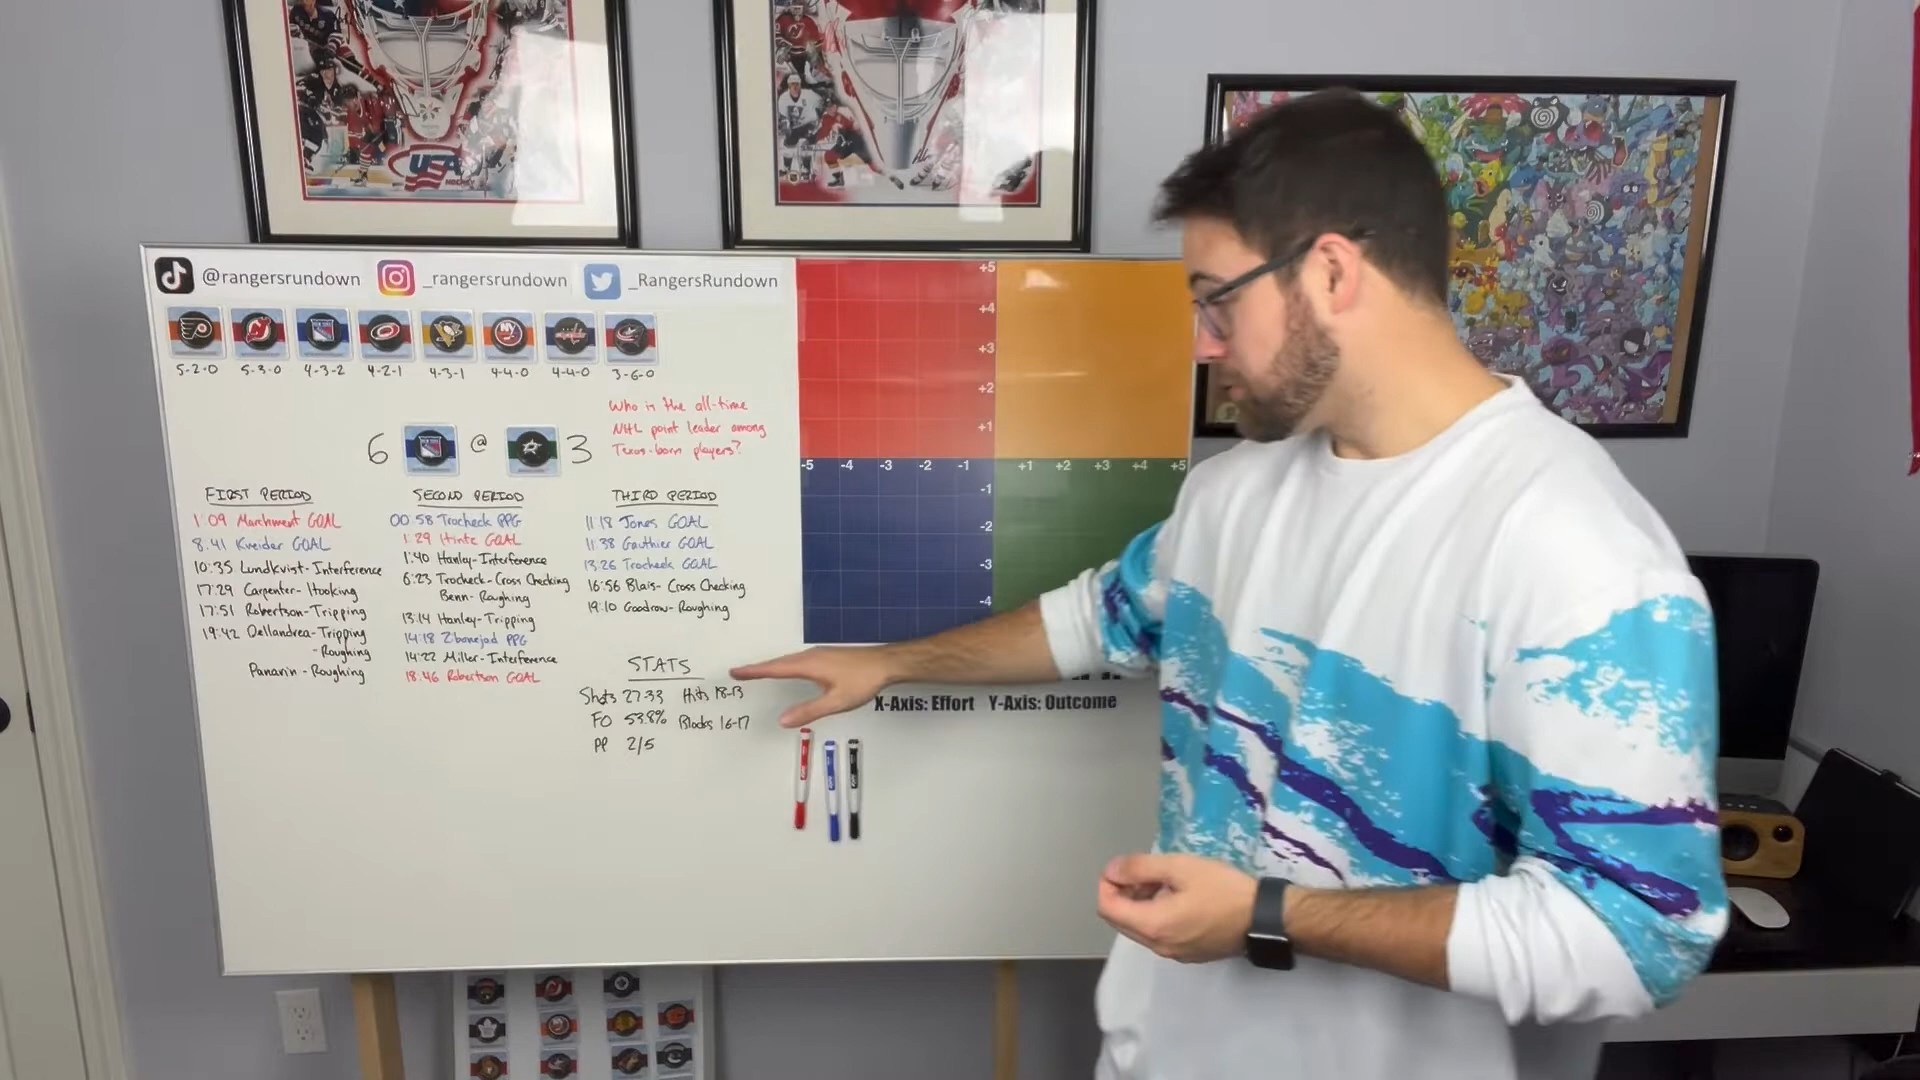 USA
HOCKEY
@rangersrundown
_rangersrundown
_RangersRundown
NEW YORK
NY
5-2-0
5-3-0
4-3-2
4-2-1
4-3-1
4-4-0
4-4-0
3-6-0
Who is the all-time
NHL point leader among
Texas-born players?
6
@
3
FIRST PERIOD
1:09 Marchment GOAL
8:41 Kreider GOAL
10:35 Lundkvist- Interference
17:29 Carpenter- Hooking
17:51 Robertson- Tripping
19:42 Dellandrea- Tripping
- Roughing
Panarin - Roughing
SECOND PERIOD
00:58 Trocheck PPG
1:29 Hintz GOAL
1:40 Hanley- Interference
6:23 Trocheck- Cross Checking
Benn- Roughing
13:14 Hanley- Tripping
14:18 Zibanejad PPG
14:22 Miller- Interference
18:46 Robertson GOAL
THIRD PERIOD
11:18 Jones GOAL
11:38 Gauthier GOAL
13:26 Trocheck GOAL
16:56 Blais- Cross Checking
19:10 Goodrow- Roughing
STATS
Shots 27-33 Hits 18-13
FO 53.8% Blocks 16-17
PP 2/5
+5
+4
+3
+2
+1
-5 -4 -3 -2 -1 +1 +2 +3 +4 +5
-1
-2
-3
-4
X-Axis: Effort Y-Axis: Outcome